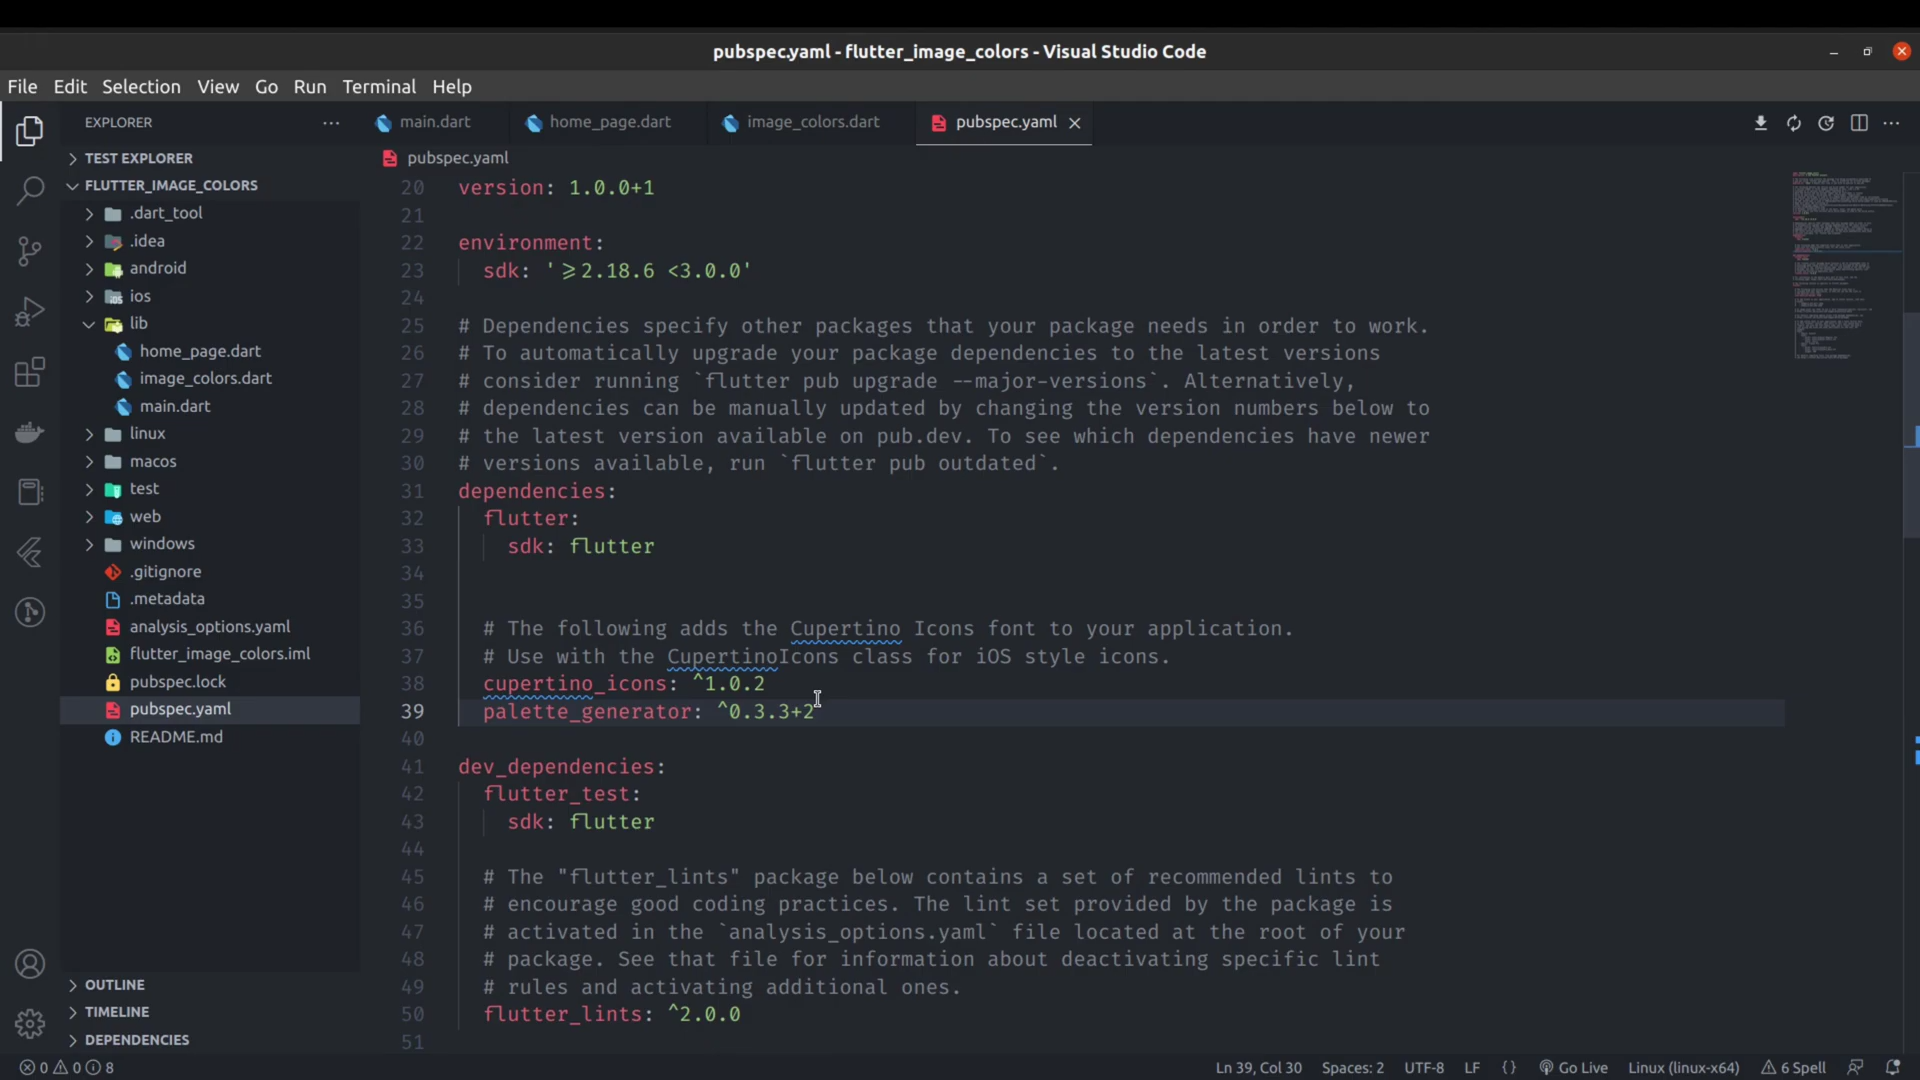 pubspec.yaml - flutter_image_colors - Visual Studio Code
File Edit Selection View Go Run Terminal Help
EXPLORER
TEST EXPLORER
FLUTTER_IMAGE_COLORS
.dart_tool
.idea
android
ios
lib
home_page.dart
image_colors.dart
main.dart
linux
macos
test
web
windows
.gitignore
.metadata
analysis_options.yaml
flutter_image_colors.iml
pubspec.lock
pubspec.yaml
README.md
OUTLINE
TIMELINE
DEPENDENCIES
main.dart home_page.dart image_colors.dart pubspec.yaml
pubspec.yaml
20 version: 1.0.0+1
21
22 environment:
23 sdk: '>=2.18.6 <3.0.0'
24
25 # Dependencies specify other packages that your package needs in order to work.
26 # To automatically upgrade your package dependencies to the latest versions
27 # consider running `flutter pub upgrade --major-versions`. Alternatively,
28 # dependencies can be manually updated by changing the version numbers below to
29 # the latest version available on pub.dev. To see which dependencies have newer
30 # versions available, run `flutter pub outdated`.
31 dependencies:
32 flutter:
33 sdk: flutter
34
35
36 # The following adds the Cupertino Icons font to your application.
37 # Use with the CupertinoIcons class for iOS style icons.
38 cupertino_icons: ^1.0.2
39 palette_generator: ^0.3.3+2
40
41 dev_dependencies:
42 flutter_test:
43 sdk: flutter
44
45 # The "flutter_lints" package below contains a set of recommended lints to
46 # encourage good coding practices. The lint set provided by the package is
47 # activated in the `analysis_options.yaml` file located at the root of your
48 # package. See that file for information about deactivating specific lint
49 # rules and activating additional ones.
50 flutter_lints: ^2.0.0
51
0 0 8 Ln 39, Col 30 Spaces: 2 UTF-8 LF {} Go Live Linux (linux-x64) 6 Spell